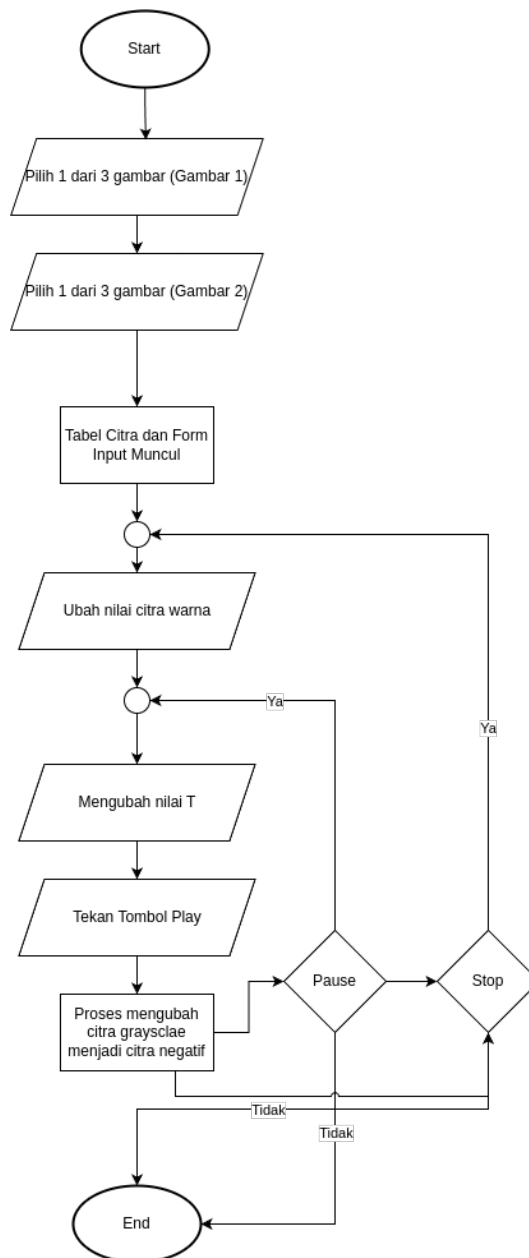 Start
Pilih 1 dari 3 gambar (Gambar 1)
Pilih 1 dari 3 gambar (Gambar 2)
Tabel Citra dan Form
Input Muncul
Ubah nilai citra warna
Ya
Ya
Mengubah nilai T
Tekan Tombol Play
Proses mengubah
citra graysclae
menjadi citra negatif
Pause
Stop
Tidak
Tidak
End